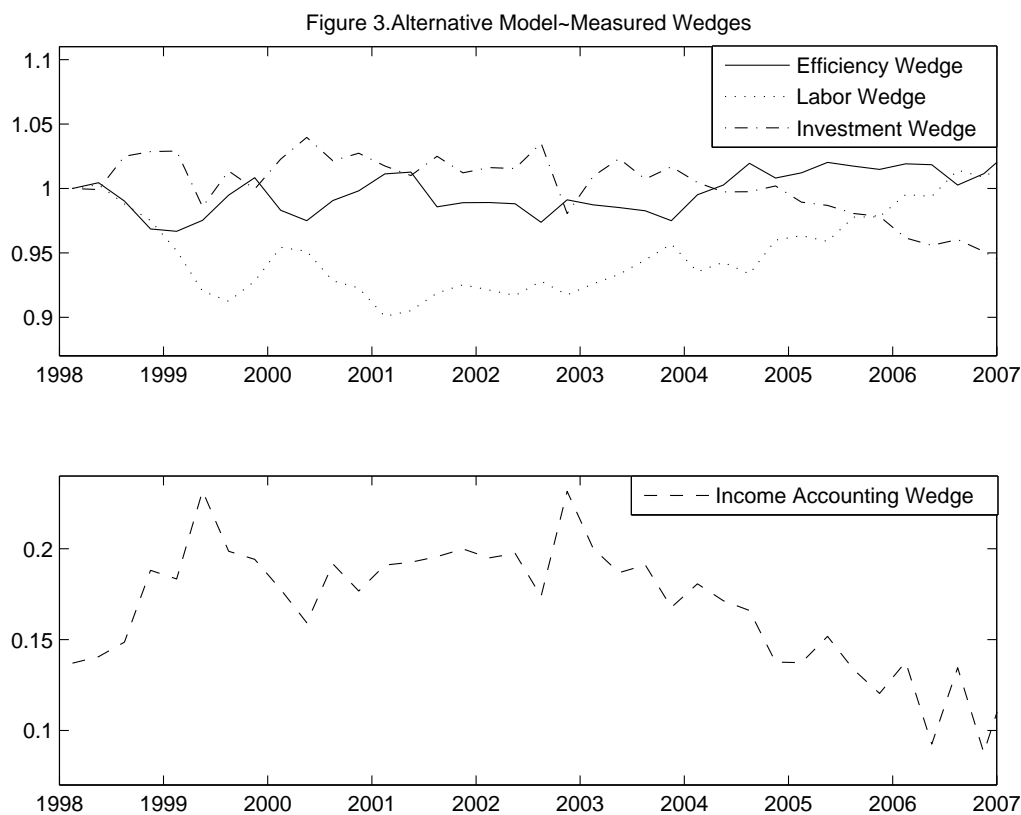 Figure 3.Alternative Model~Measured Wedges
1.1
1.05
1
0.95
0.9
Efficiency Wedge
Labor Wedge
Investment Wedge
1998 1999 2000 2001 2002 2003 2004 2005 2006 2007
0.2
0.15
0.1
Income Accounting Wedge
1998 1999 2000 2001 2002 2003 2004 2005 2006 2007